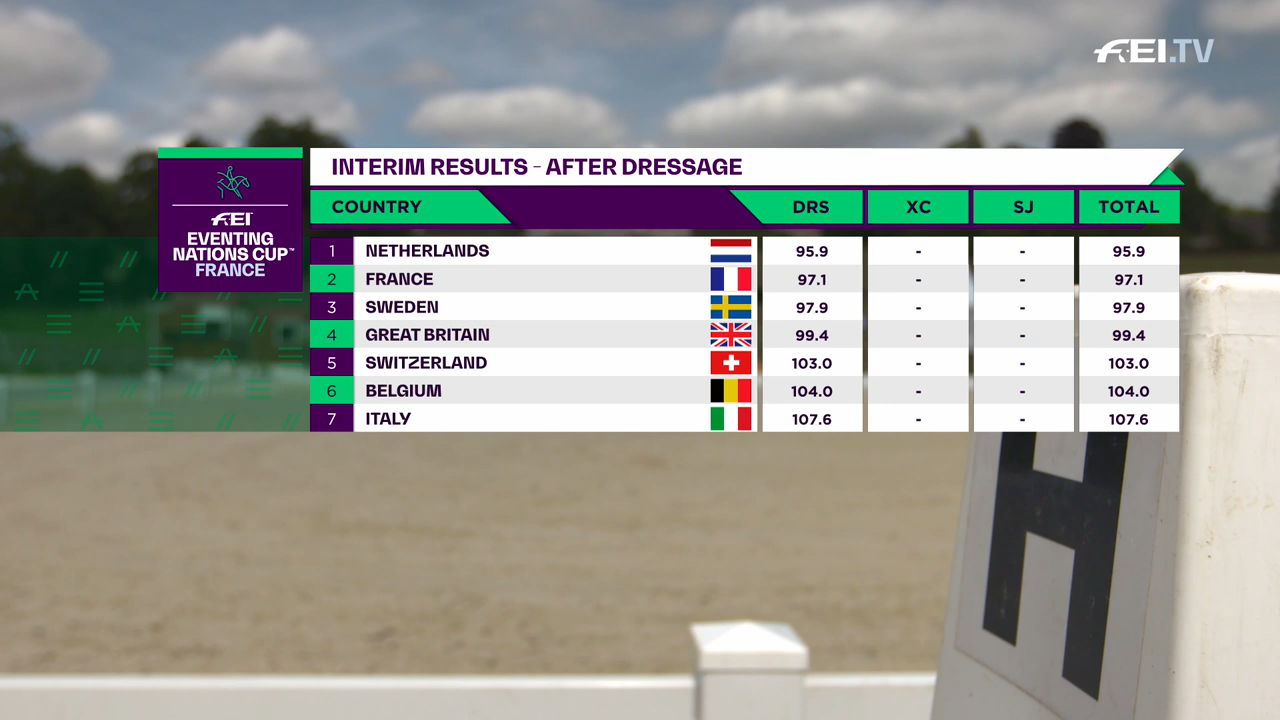 FEI.TV
INTERIM RESULTS - AFTER DRESSAGE
FEI
EVENTING
NATIONS CUP™
FRANCE
COUNTRY DRS XC SJ TOTAL
1 NETHERLANDS 95.9 - - 95.9
2 FRANCE 97.1 - - 97.1
3 SWEDEN 97.9 - - 97.9
4 GREAT BRITAIN 99.4 - - 99.4
5 SWITZERLAND 103.0 - - 103.0
6 BELGIUM 104.0 - - 104.0
7 ITALY 107.6 - - 107.6
H